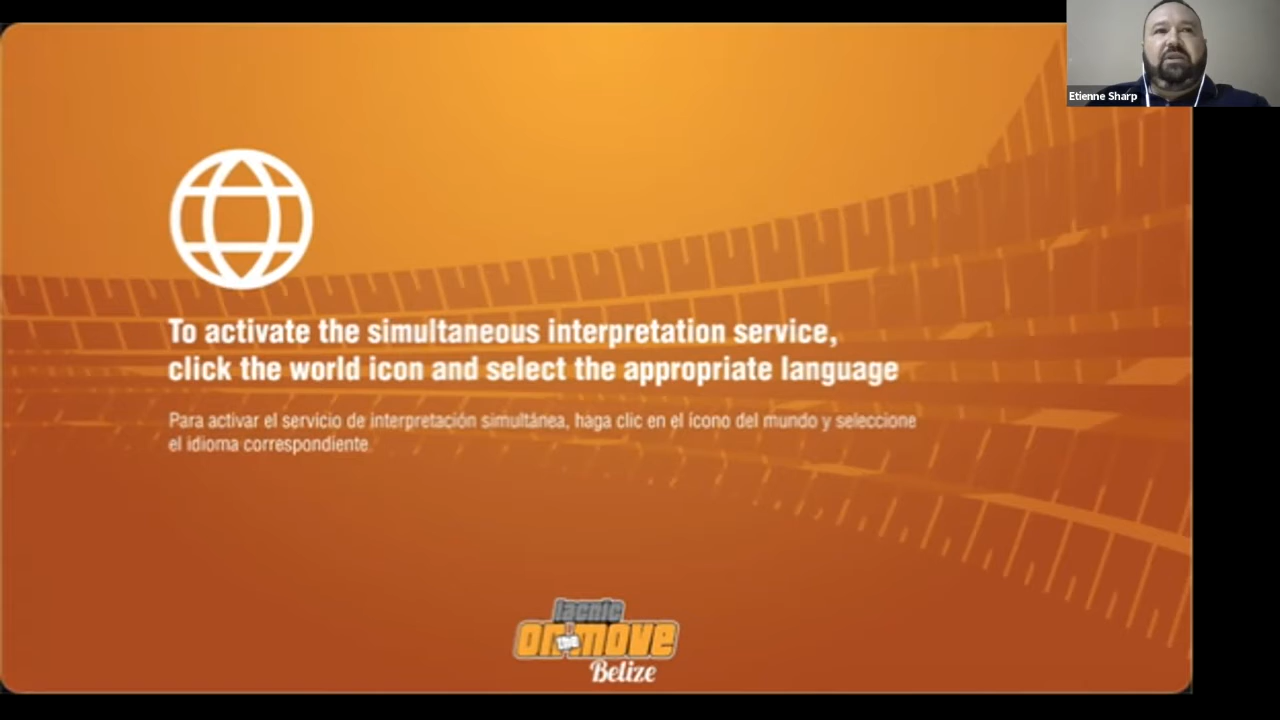 Etienne Sharp
To activate the simultaneous interpretation service,
click the world icon and select the appropriate language
Para activar el servicio de interpretación simultánea, haga clic en el ícono del mundo y seleccione
el idioma correspondiente
lacnic
on the move
Belize